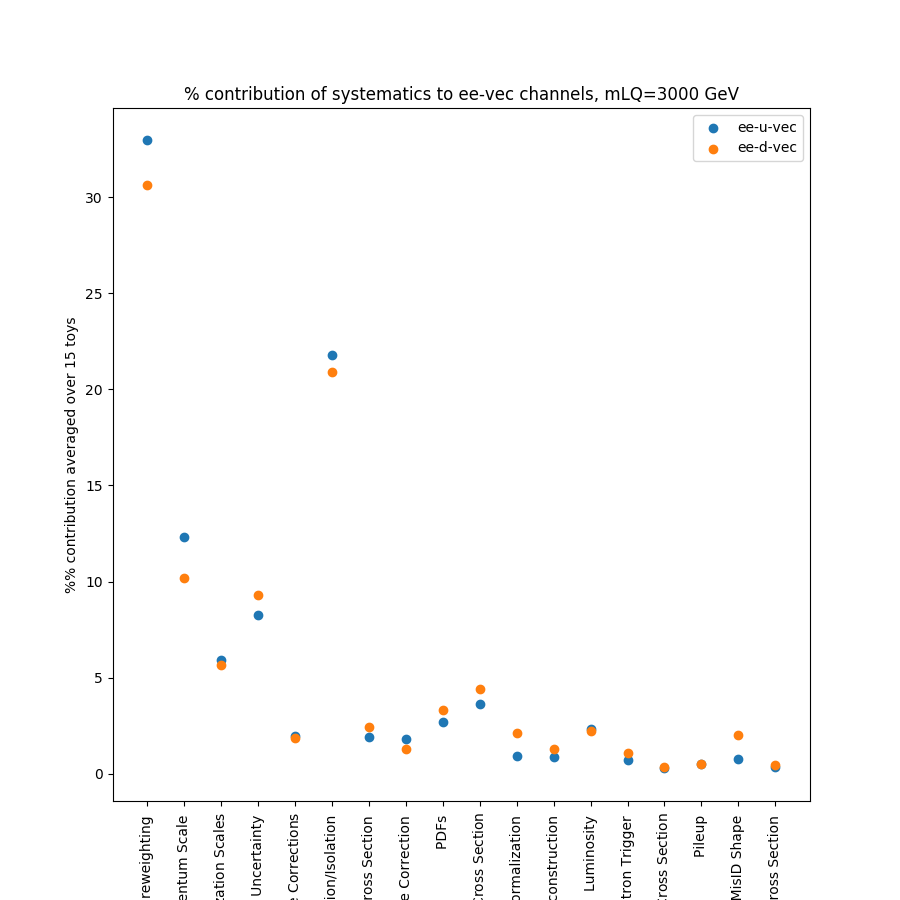 % contribution of systematics to ee-vec channels, mLQ=3000 GeV
ee-u-vec
ee-d-vec
%% contribution averaged over 15 toys
30
25
20
15
10
5
0
reweighting
entum Scale
zation Scales
Uncertainty
e Corrections
ion/Isolation
ross Section
e Correction
PDFs
Cross Section
ormalization
construction
Luminosity
tron Trigger
Cross Section
Pileup
MisID Shape
ross Section